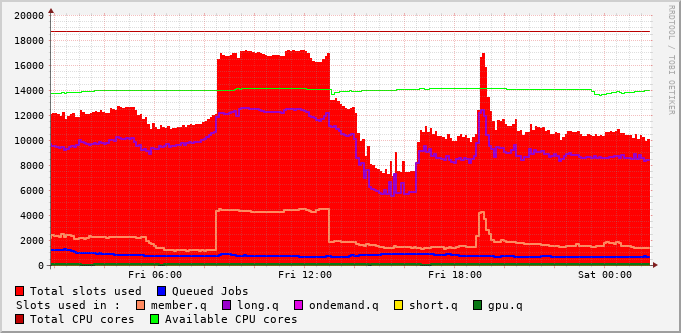 20000
18000
16000
14000
12000
10000
8000
6000
4000
2000
0
Fri 06:00 Fri 12:00 Fri 18:00 Sat 00:00
RRDTOOL / TOBI OETIKER
Total slots used Queued Jobs
Slots used in : member.q long.q ondemand.q short.q gpu.q
Total CPU cores Available CPU cores